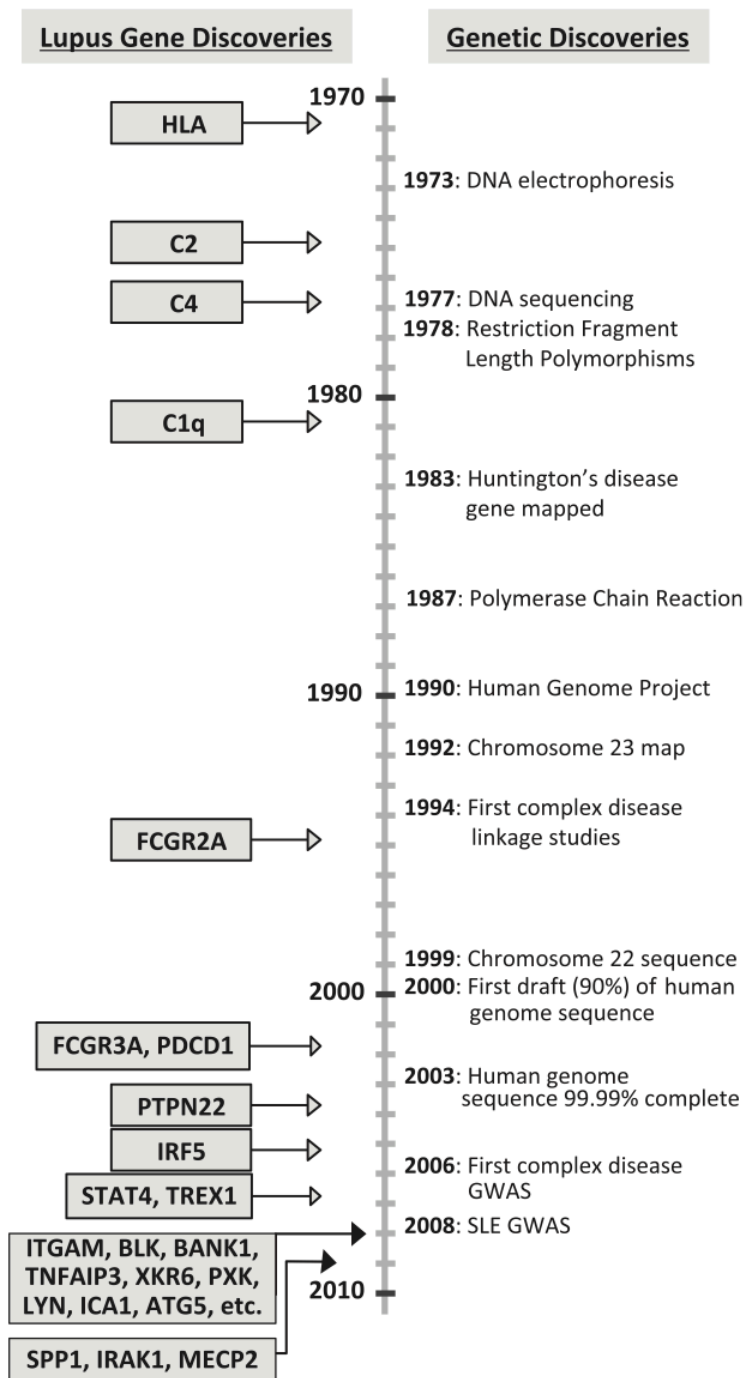 Lupus Gene Discoveries
Genetic Discoveries
1970
HLA
1973: DNA electrophoresis
C2
C4
1977: DNA sequencing
1978: Restriction Fragment
Length Polymorphisms
1980
C1q
1983: Huntington's disease
gene mapped
1987: Polymerase Chain Reaction
1990
1990: Human Genome Project
1992: Chromosome 23 map
1994: First complex disease
linkage studies
FCGR2A
1999: Chromosome 22 sequence
2000
2000: First draft (90%) of human
genome sequence
FCGR3A, PDCD1
2003: Human genome
sequence 99.99% complete
PTPN22
IRF5
2006: First complex disease
GWAS
STAT4, TREX1
2008: SLE GWAS
ITGAM, BLK, BANK1,
TNFAIP3, XKR6, PXK,
LYN, ICA1, ATG5, etc.
2010
SPP1, IRAK1, MECP2